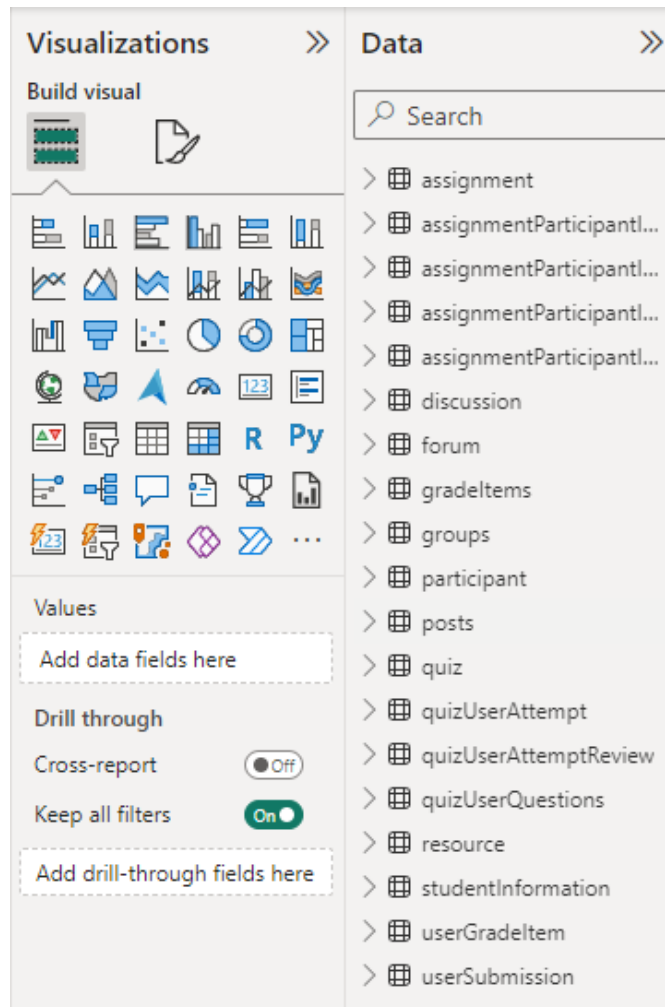 Visualizations
Build visual
123
R
Py
123
Values
Add data fields here
Drill through
Cross-report
Off
Keep all filters
On
Add drill-through fields here
Data
Search
assignment
assignmentParticipantI...
assignmentParticipantI...
assignmentParticipantI...
assignmentParticipantI...
discussion
forum
gradeItems
groups
participant
posts
quiz
quizUserAttempt
quizUserAttemptReview
quizUserQuestions
resource
studentInformation
userGradeItem
userSubmission